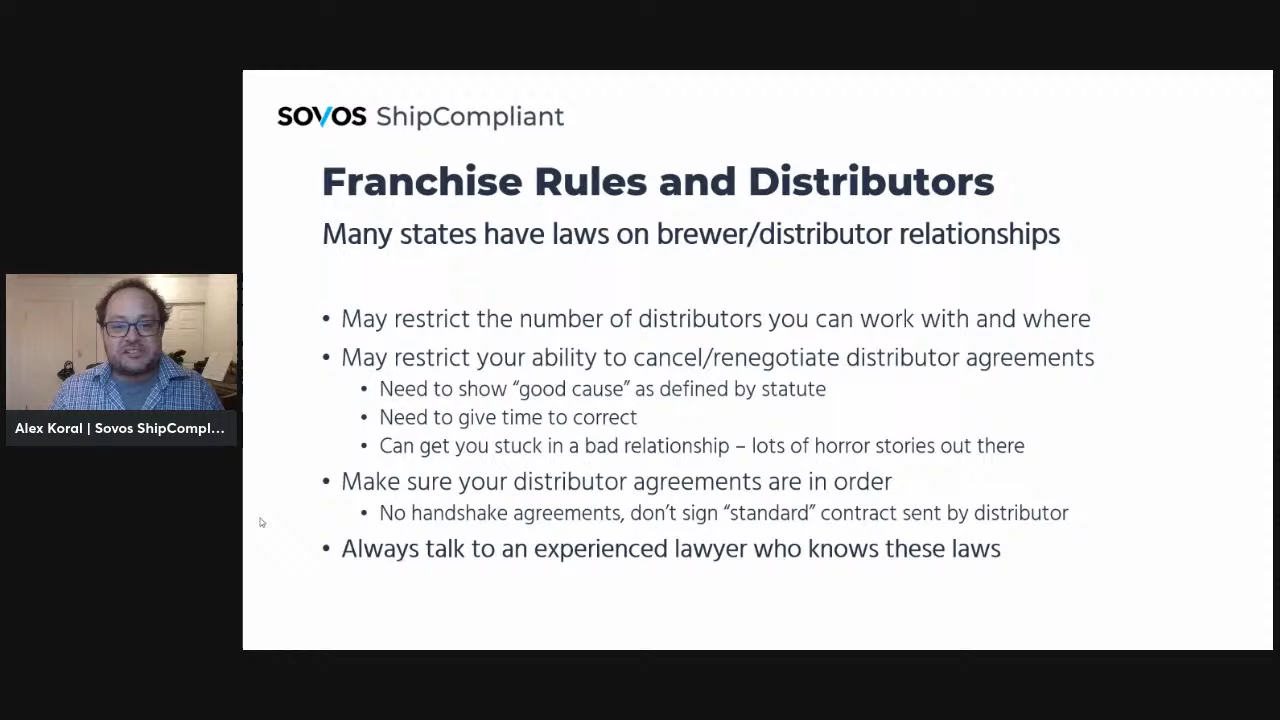 SOVOS ShipCompliant
Franchise Rules and Distributors
Many states have laws on brewer/distributor relationships
• May restrict the number of distributors you can work with and where
• May restrict your ability to cancel/renegotiate distributor agreements
• Need to show “good cause” as defined by statute
• Need to give time to correct
• Can get you stuck in a bad relationship – lots of horror stories out there
• Make sure your distributor agreements are in order
• No handshake agreements, don’t sign “standard” contract sent by distributor
• Always talk to an experienced lawyer who knows these laws
Alex Koral | Sovos ShipCompl...